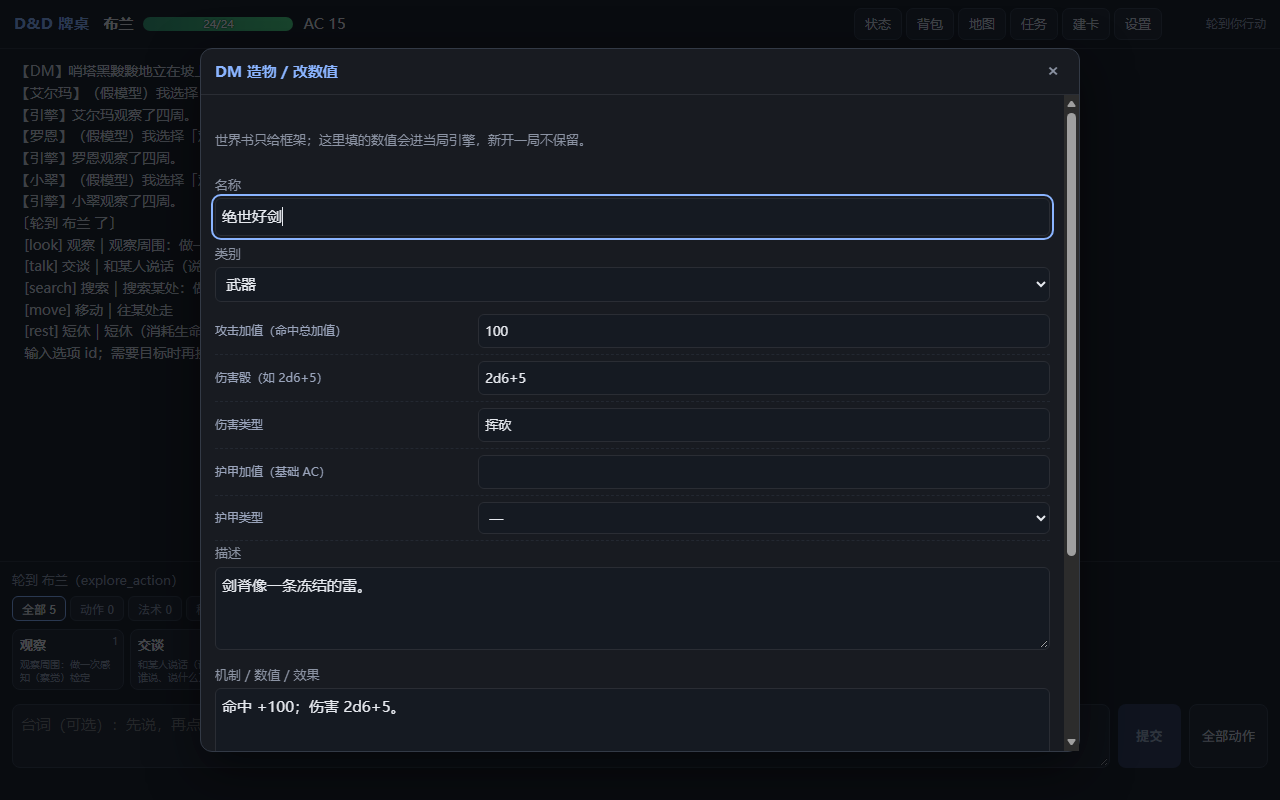 D&D 牌桌 布兰 24/24 AC 15 状态 背包 地图 任务 建卡 设置 轮到你行动
【DM】哨塔黑黢黢地立在坡上
【艾尔玛】（假模型）我选择
【引擎】艾尔玛观察了四周。
【罗恩】（假模型）我选择「
【引擎】罗恩观察了四周。
【小翠】（假模型）我选择「
【引擎】小翠观察了四周。
〔轮到 布兰 了〕
[look] 观察 | 观察周围：做一
[talk] 交谈 | 和某人说话（说
[search] 搜索 | 搜索某处：做
[move] 移动 | 往某处走
[rest] 短休 | 短休（消耗生命
输入选项 id；需要目标时再
DM 造物 / 改数值 ×
世界书只给框架；这里填的数值会进当局引擎，新开一局不保留。
名称
绝世好剑
类别
武器
攻击加值（命中总加值） 100
伤害骰（如 2d6+5） 2d6+5
伤害类型 挥砍
护甲加值（基础 AC）
护甲类型 —
描述
剑脊像一条冻结的雷。
机制 / 数值 / 效果
命中 +100；伤害 2d6+5。
轮到 布兰（explore_action）
全部 5 动作 0 法术 0
观察 1 交谈
观察周围：做一次感知（察觉）检定
和某人说话（
谁说、说什么
台词（可选）：先说，再点
提交 全部动作